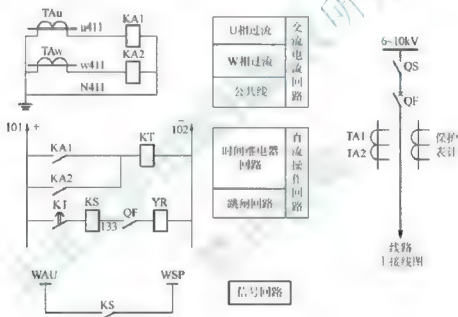 TAu
u411
KA1
TAw
w411
KA2
N411
U相过流
W相过流
公共线
交流电流回路
101
+
-
102
KA1
KT
KA2
KT
KS
133
QF
YR
时间继电器
回路
跳闸回路
直流操作回路
WAU
WSP
KS
信号回路
6~10kV
QS
QF
TA1
TA2
保护
表计
线路
主接线图